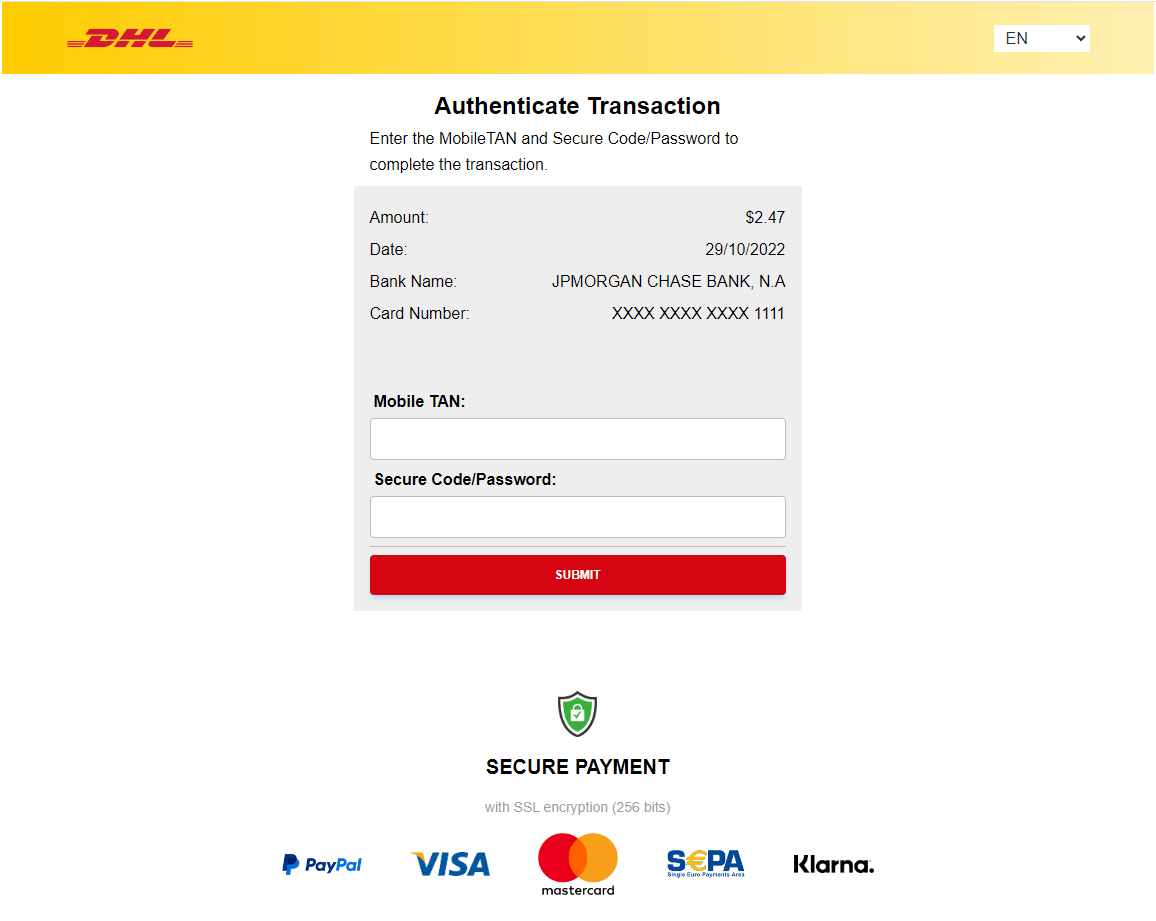 DHL
EN
Authenticate Transaction
Enter the MobileTAN and Secure Code/Password to
complete the transaction.
Amount: $2.47
Date: 29/10/2022
Bank Name: JPMORGAN CHASE BANK, N.A
Card Number: XXXX XXXX XXXX 1111
Mobile TAN:
Secure Code/Password:
SUBMIT
SECURE PAYMENT
with SSL encryption (256 bits)
PayPal VISA mastercard S€PA Single Euro Payments Area Klarna.